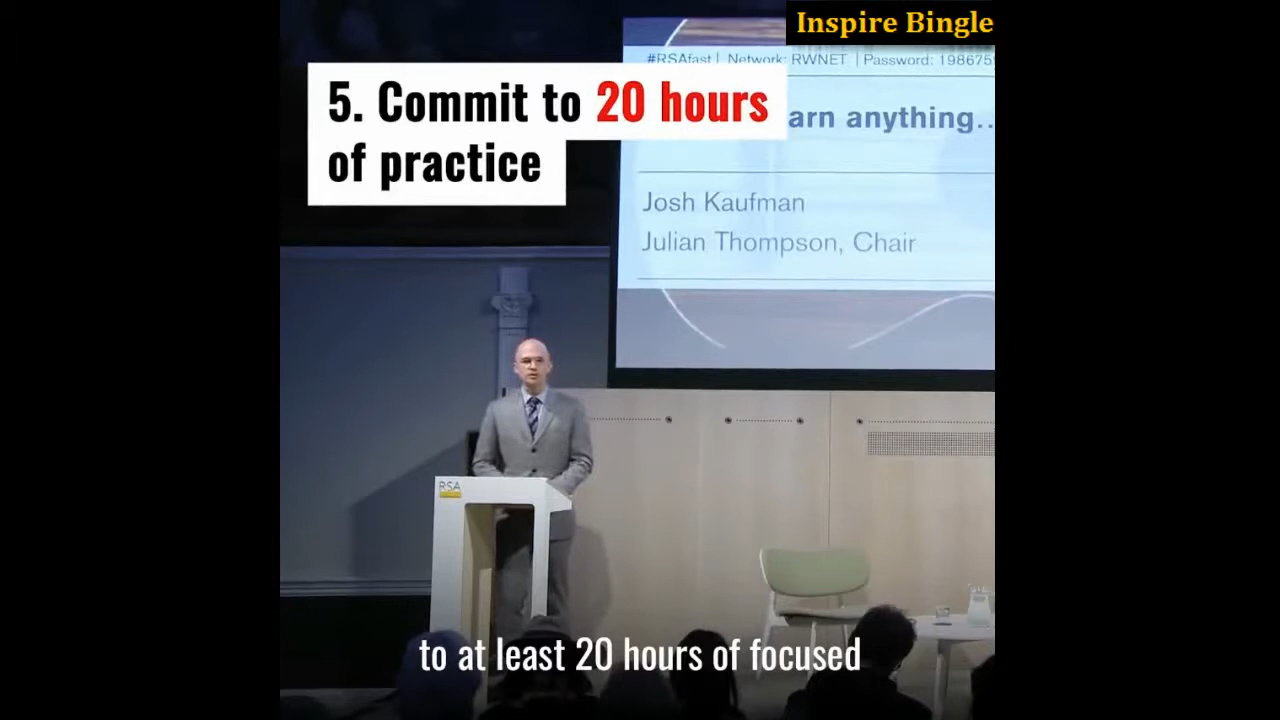 Inspire Bingle
#RSAfast | Network: RWNET | Password: 198675
5. Commit to 20 hours
of practice
arn anything..
Josh Kaufman
Julian Thompson, Chair
RSA
to at least 20 hours of focused